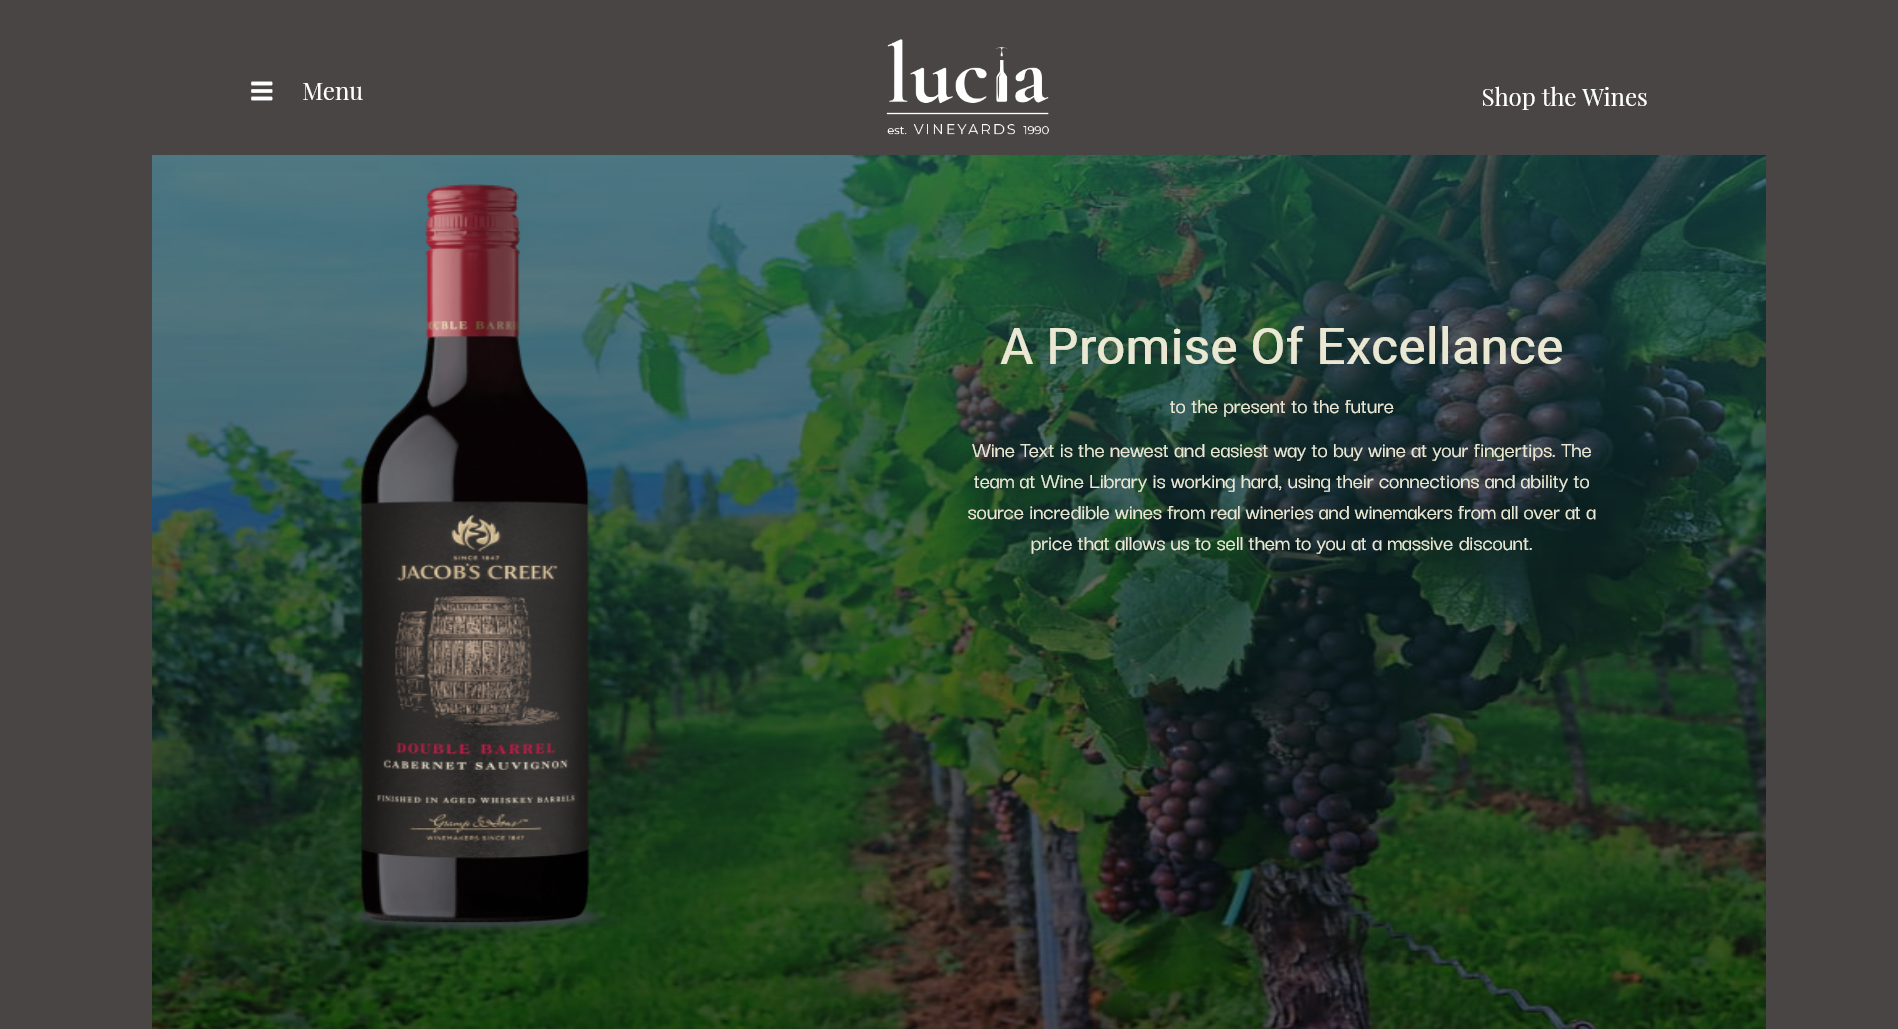 Menu
lucia
est. VINEYARDS 1990
Shop the Wines
DOUBLE BARRE
SINCE 1847
JACOB'S CREEK
DOUBLE BARREL
CABERNET SAUVIGNON
FINISHED IN AGED WHISKEY BARRELS
Gramp & Sons
WINEMAKERS SINCE 1847
A Promise Of Excellance
to the present to the future
Wine Text is the newest and easiest way to buy wine at your fingertips. The
team at Wine Library is working hard, using their connections and ability to
source incredible wines from real wineries and winemakers from all over at a
price that allows us to sell them to you at a massive discount.